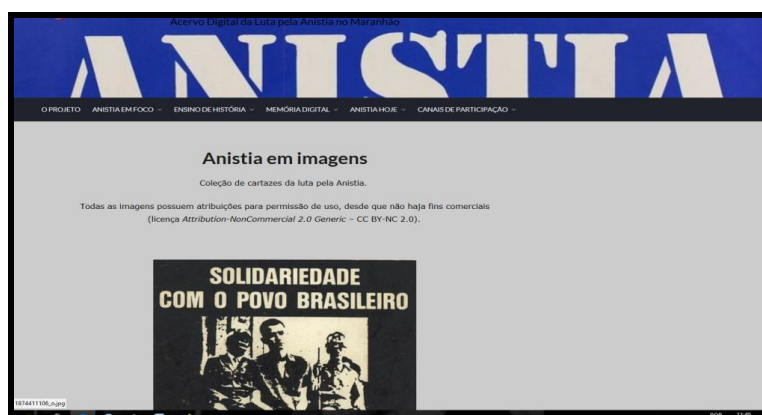 Acervo Digital da Luta pela Anistia no Maranhão
ANISTIA
O PROJETO ANISTIA EM FOCO ENSINO DE HISTÓRIA MEMÓRIA DIGITAL ANISTIA HOJE CANAIS DE PARTICIPAÇÃO
Anistia em imagens
Coleção de cartazes da luta pela Anistia.
Todas as imagens possuem atribuições para permissão de uso, desde que não haja fins comerciais
(licença Attribution-NonCommercial 2.0 Generic – CC BY-NC 2.0).
SOLIDARIEDADE
COM O POVO BRASILEIRO
1874411106_o.jpg